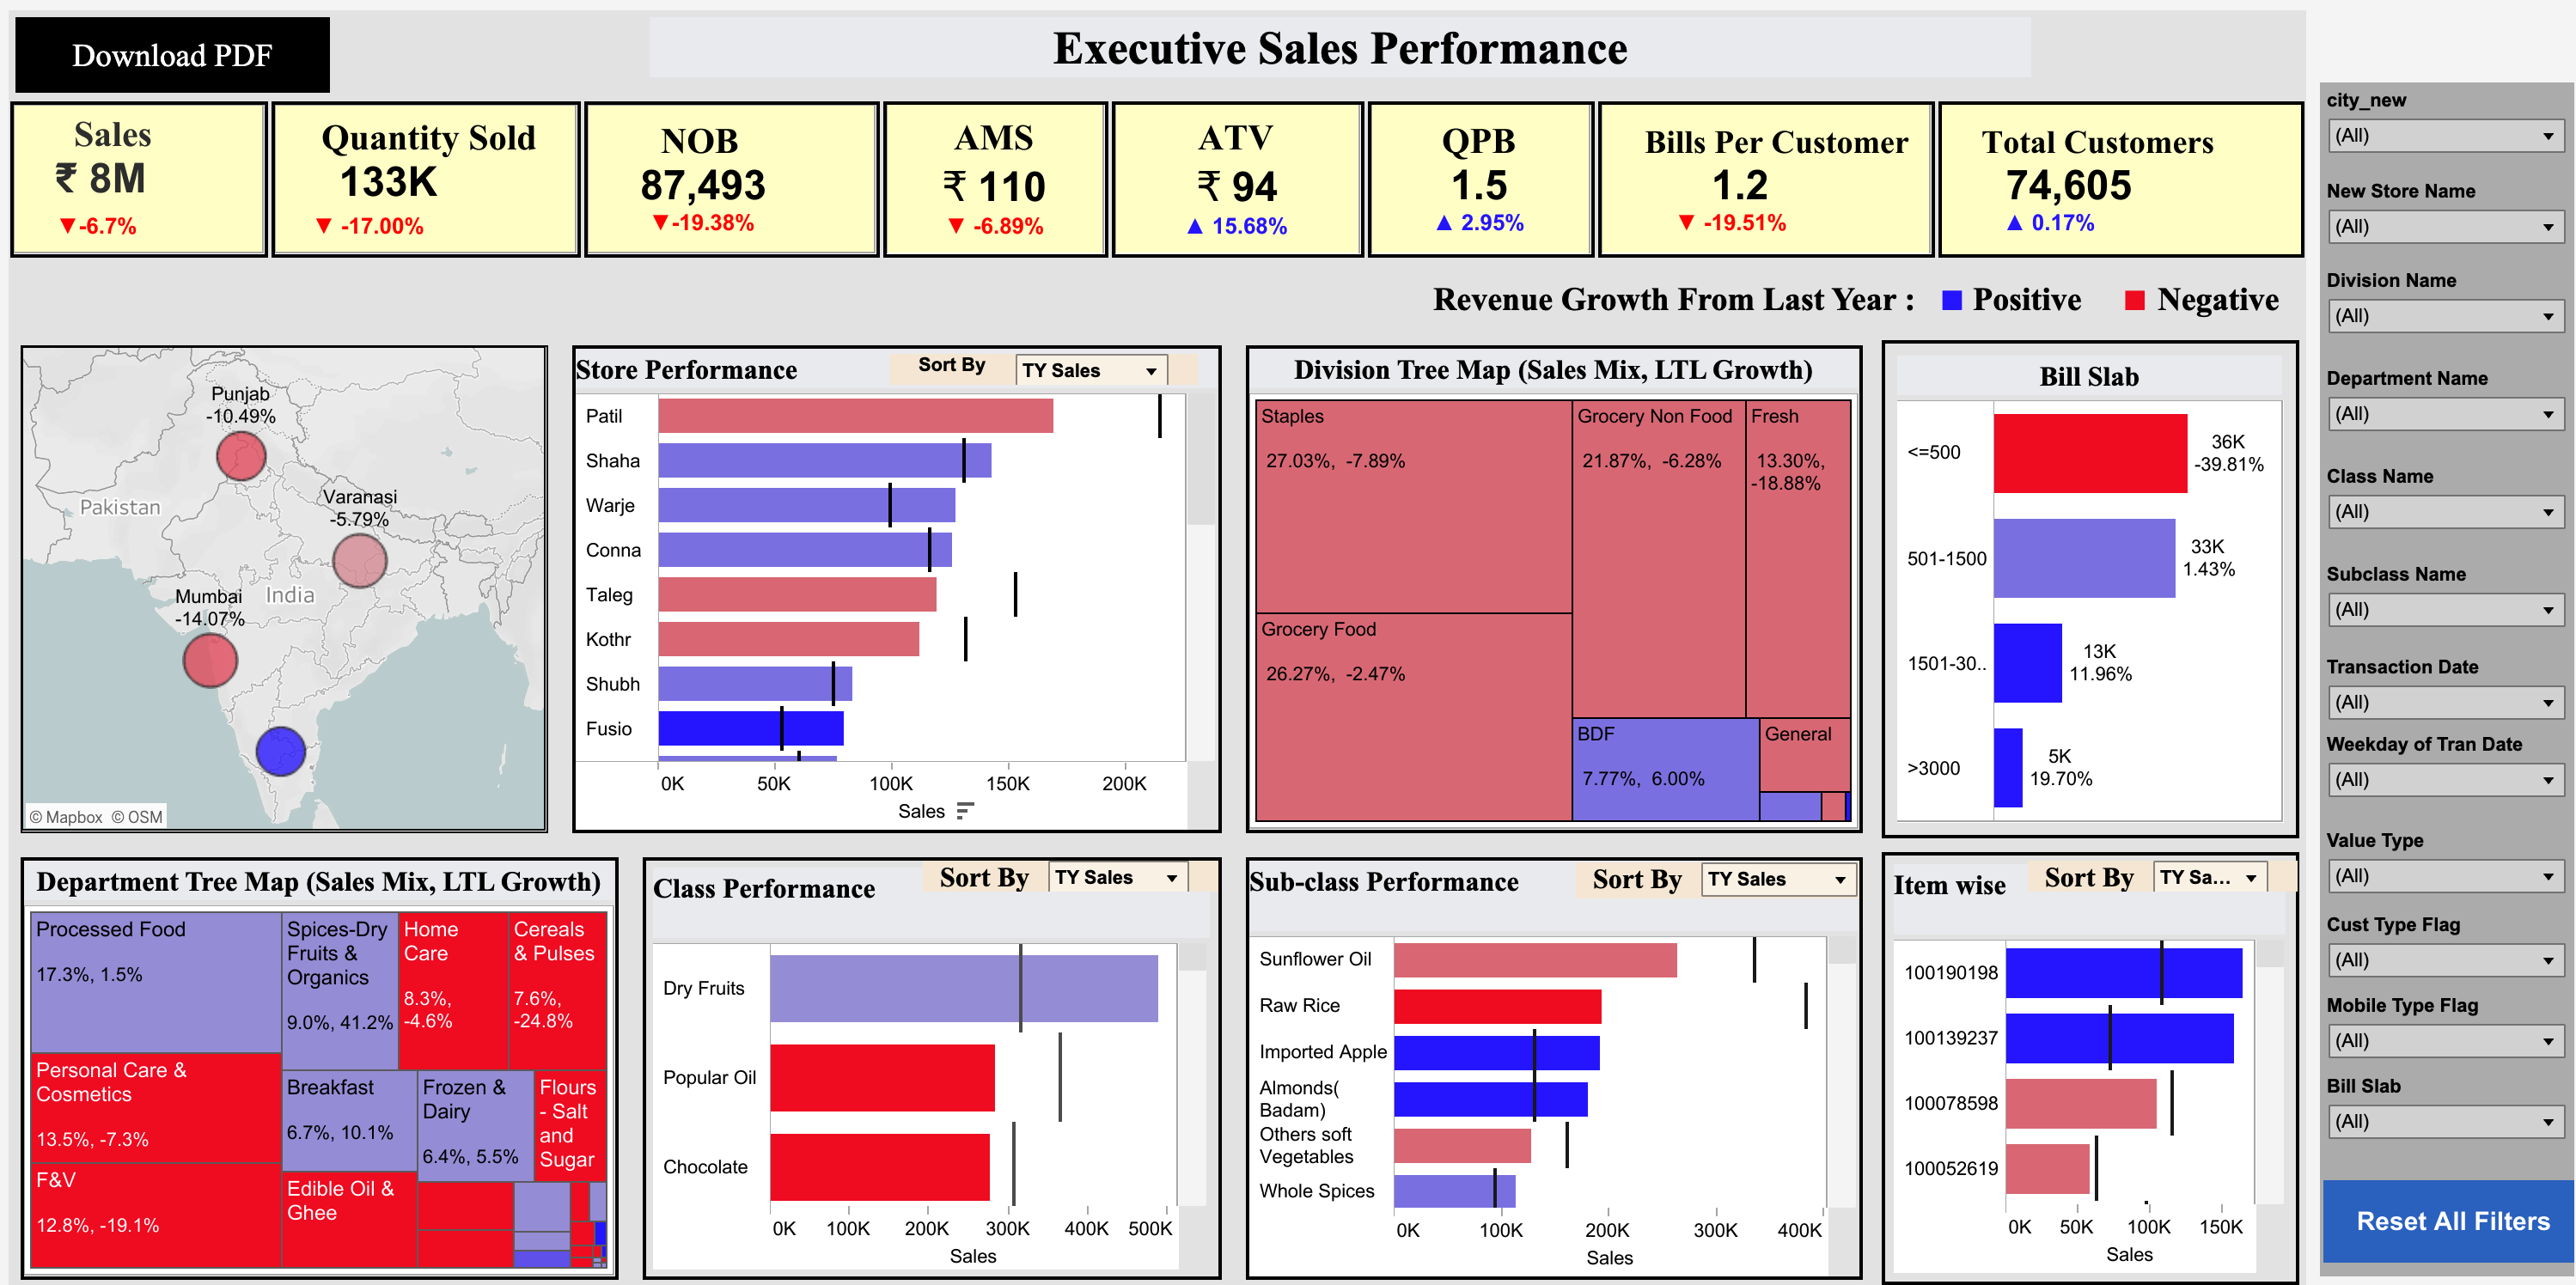 Download PDF
Executive Sales Performance
Sales
₹ 8M
▼-6.7%
Quantity Sold
133K
▼ -17.00%
NOB
87,493
▼-19.38%
AMS
₹ 110
▼ -6.89%
ATV
₹ 94
▲ 15.68%
QPB
1.5
▲ 2.95%
Bills Per Customer
1.2
▼ -19.51%
Total Customers
74,605
▲ 0.17%
Revenue Growth From Last Year : Positive Negative
Punjab
-10.49%
Pakistan
Varanasi
-5.79%
Mumbai
-14.07%
India
© Mapbox © OSM
Store Performance
Sort By
TY Sales
Patil
Shaha
Warje
Conna
Taleg
Kothr
Shubh
Fusio
0K 50K 100K 150K 200K
Sales
Division Tree Map (Sales Mix, LTL Growth)
Staples
27.03%, -7.89%
Grocery Food
26.27%, -2.47%
Grocery Non Food
21.87%, -6.28%
Fresh
13.30%,
-18.88%
BDF
7.77%, 6.00%
General
Bill Slab
<=500
36K
-39.81%
501-1500
33K
1.43%
1501-30..
13K
11.96%
>3000
5K
19.70%
Department Tree Map (Sales Mix, LTL Growth)
Processed Food
17.3%, 1.5%
Personal Care &
Cosmetics
13.5%, -7.3%
F&V
12.8%, -19.1%
Spices-Dry
Fruits &
Organics
9.0%, 41.2%
Home
Care
8.3%,
-4.6%
Cereals
& Pulses
7.6%,
-24.8%
Breakfast
6.7%, 10.1%
Frozen &
Dairy
6.4%, 5.5%
Flours
- Salt
and
Sugar
Edible Oil &
Ghee
Class Performance
Sort By
TY Sales
Dry Fruits
Popular Oil
Chocolate
0K 100K 200K 300K 400K 500K
Sales
Sub-class Performance
Sort By
TY Sales
Sunflower Oil
Raw Rice
Imported Apple
Almonds(
Badam)
Others soft
Vegetables
Whole Spices
0K 100K 200K 300K 400K
Sales
Item wise
Sort By
TY Sa...
100190198
100139237
100078598
100052619
0K 50K 100K 150K
Sales
city_new
(All)
New Store Name
(All)
Division Name
(All)
Department Name
(All)
Class Name
(All)
Subclass Name
(All)
Transaction Date
(All)
Weekday of Tran Date
(All)
Value Type
(All)
Cust Type Flag
(All)
Mobile Type Flag
(All)
Bill Slab
(All)
Reset All Filters